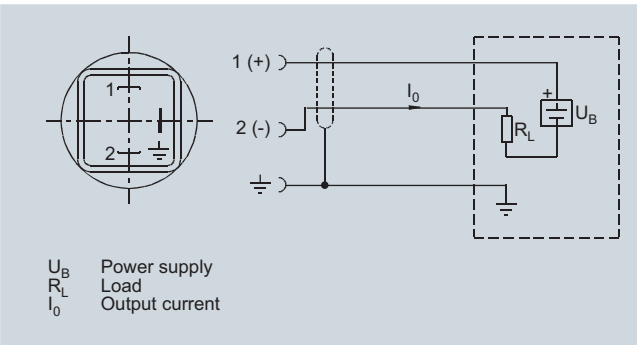 1
2
1 (+)
2 (-)
I0
RL
+
UB
UB Power supply
RL Load
I0 Output current